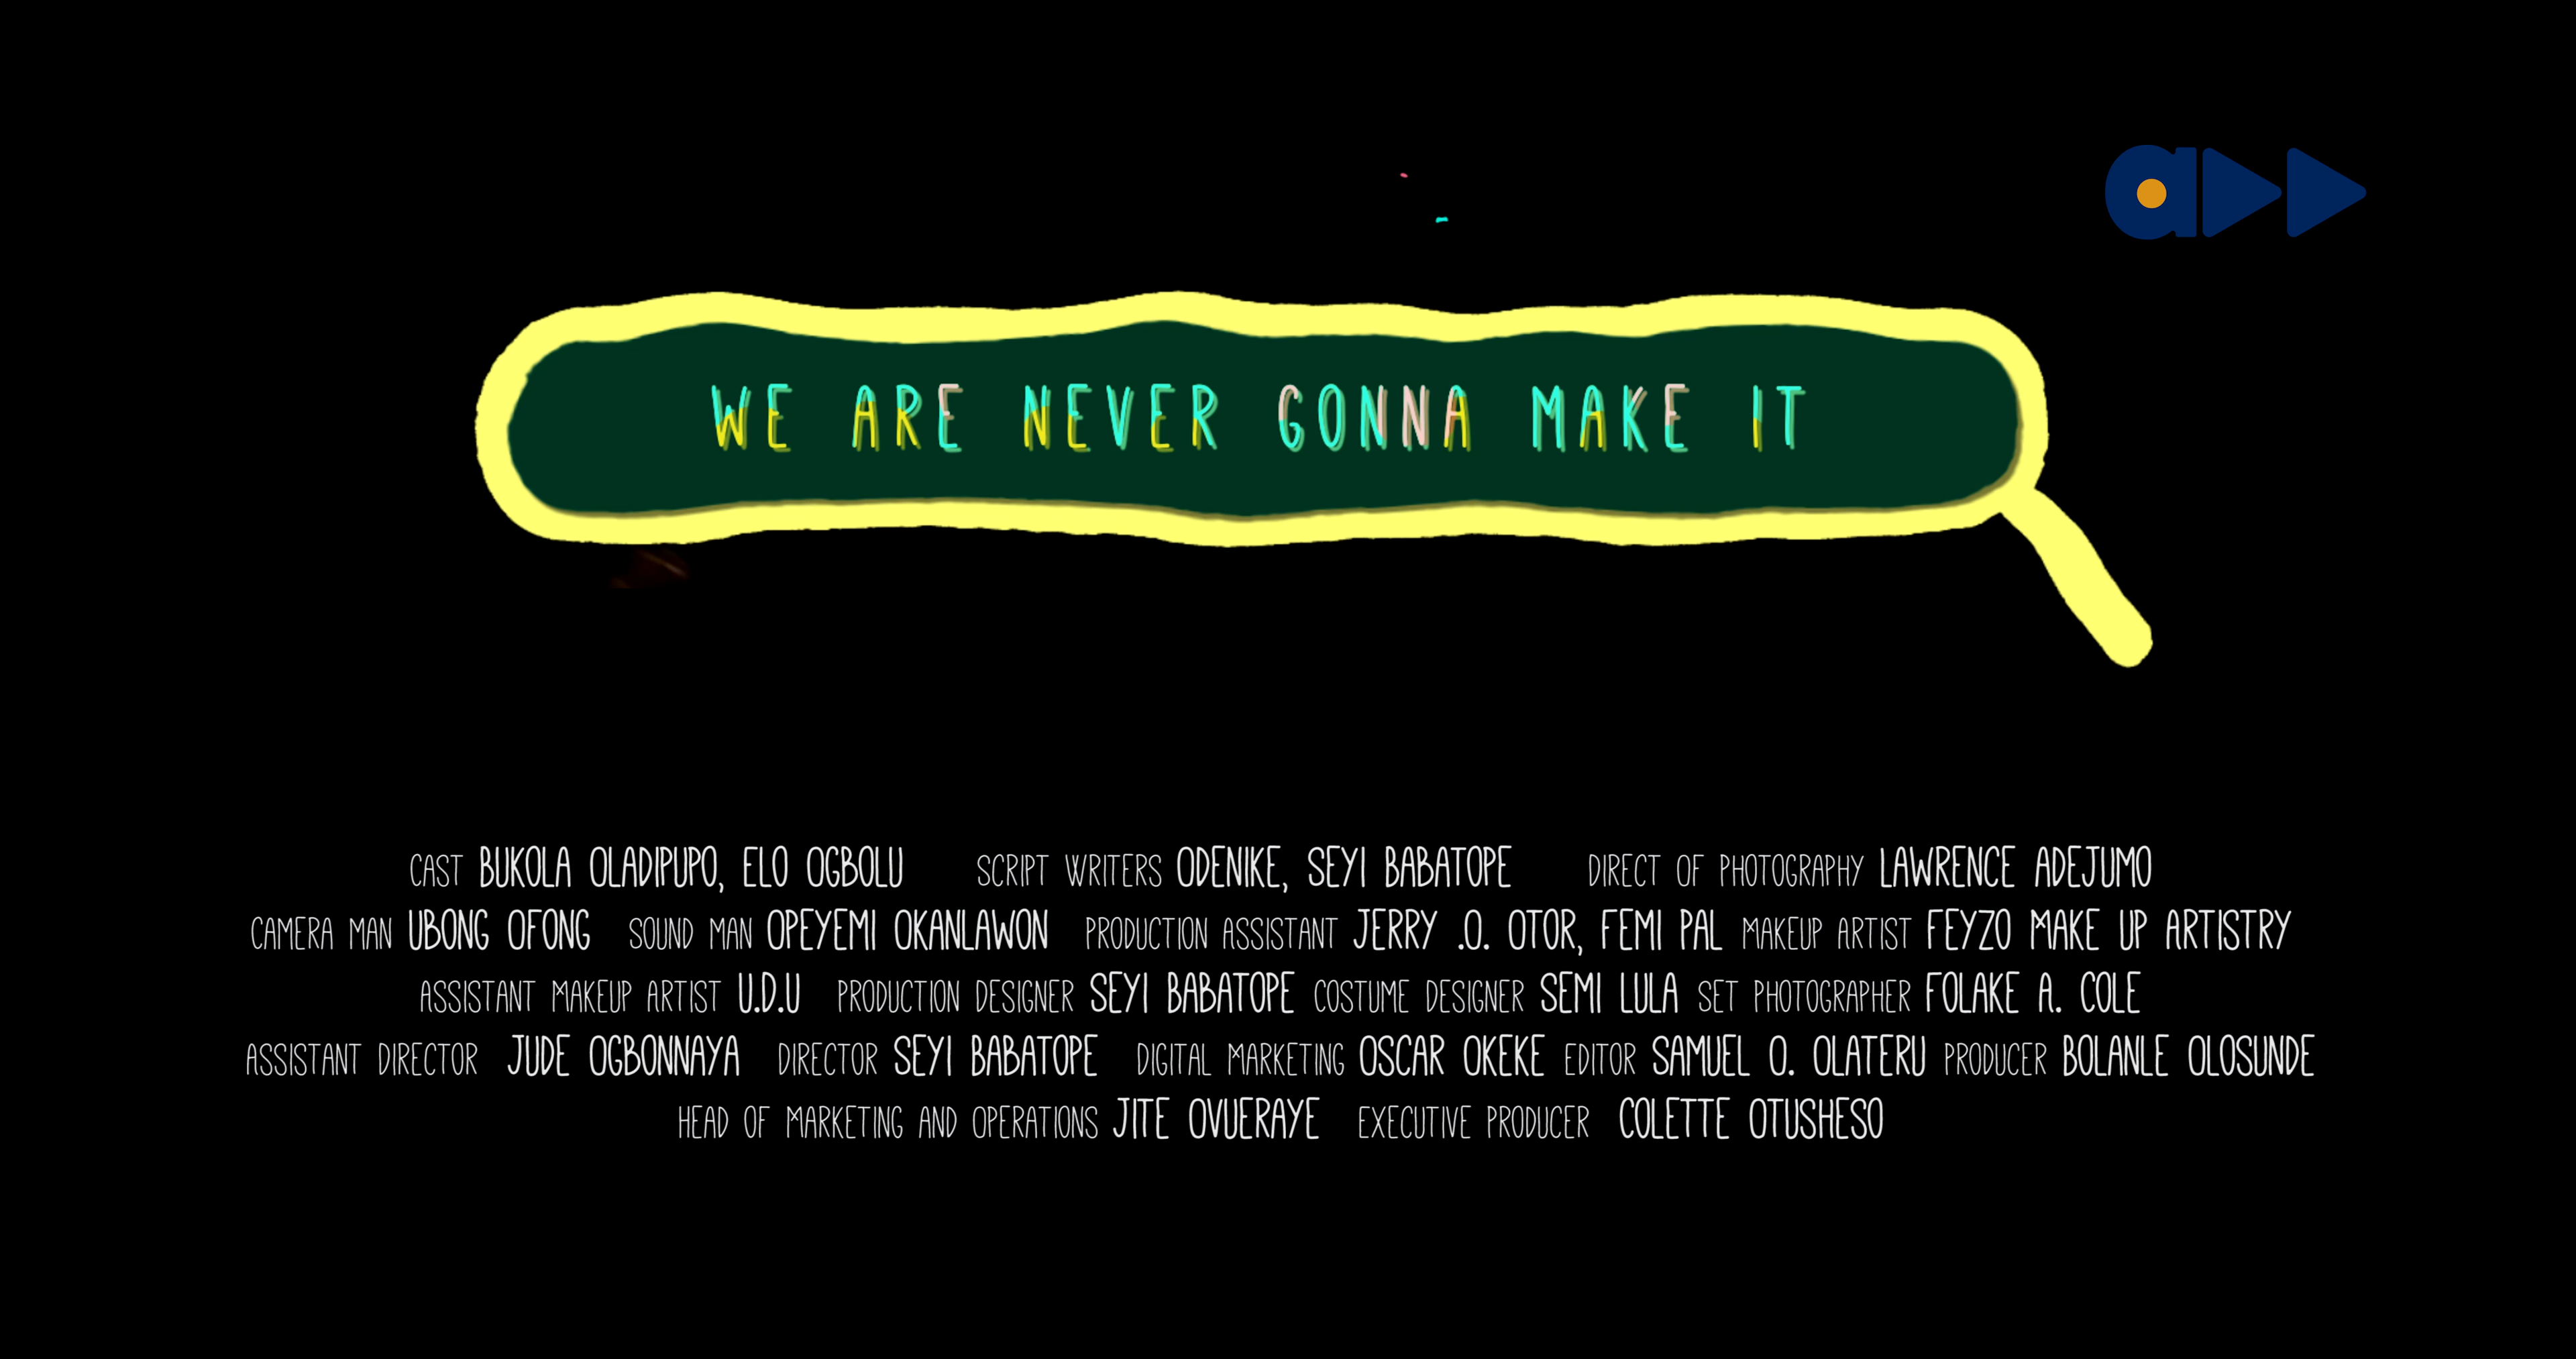 WE ARE NEVER GONNA MAKE IT
CAST BUKOLA OLADIPUPO, ELO OGBOLU SCRIPT WRITERS ODENIKE, SEYI BABATOPE DIRECT OF PHOTOGRAPHY LAWRENCE ADEJUMO
CAMERA MAN UBONG OFONG SOUND MAN OPEYEMI OKANLAWON PRODUCTION ASSISTANT JERRY .O. OTOR, FEMI PAL MAKEUP ARTIST FEYZO MAKE UP ARTISTRY
ASSISTANT MAKEUP ARTIST U.D.U PRODUCTION DESIGNER SEYI BABATOPE COSTUME DESIGNER SEMI LULA SET PHOTOGRAPHER FOLAKE A. COLE
ASSISTANT DIRECTOR JUDE OGBONNAYA DIRECTOR SEYI BABATOPE DIGITAL MARKETING OSCAR OKEKE EDITOR SAMUEL O. OLATERU PRODUCER BOLANLE OLOSUNDE
HEAD OF MARKETING AND OPERATIONS JITE OVUERAYE EXECUTIVE PRODUCER COLETTE OTUSHESO